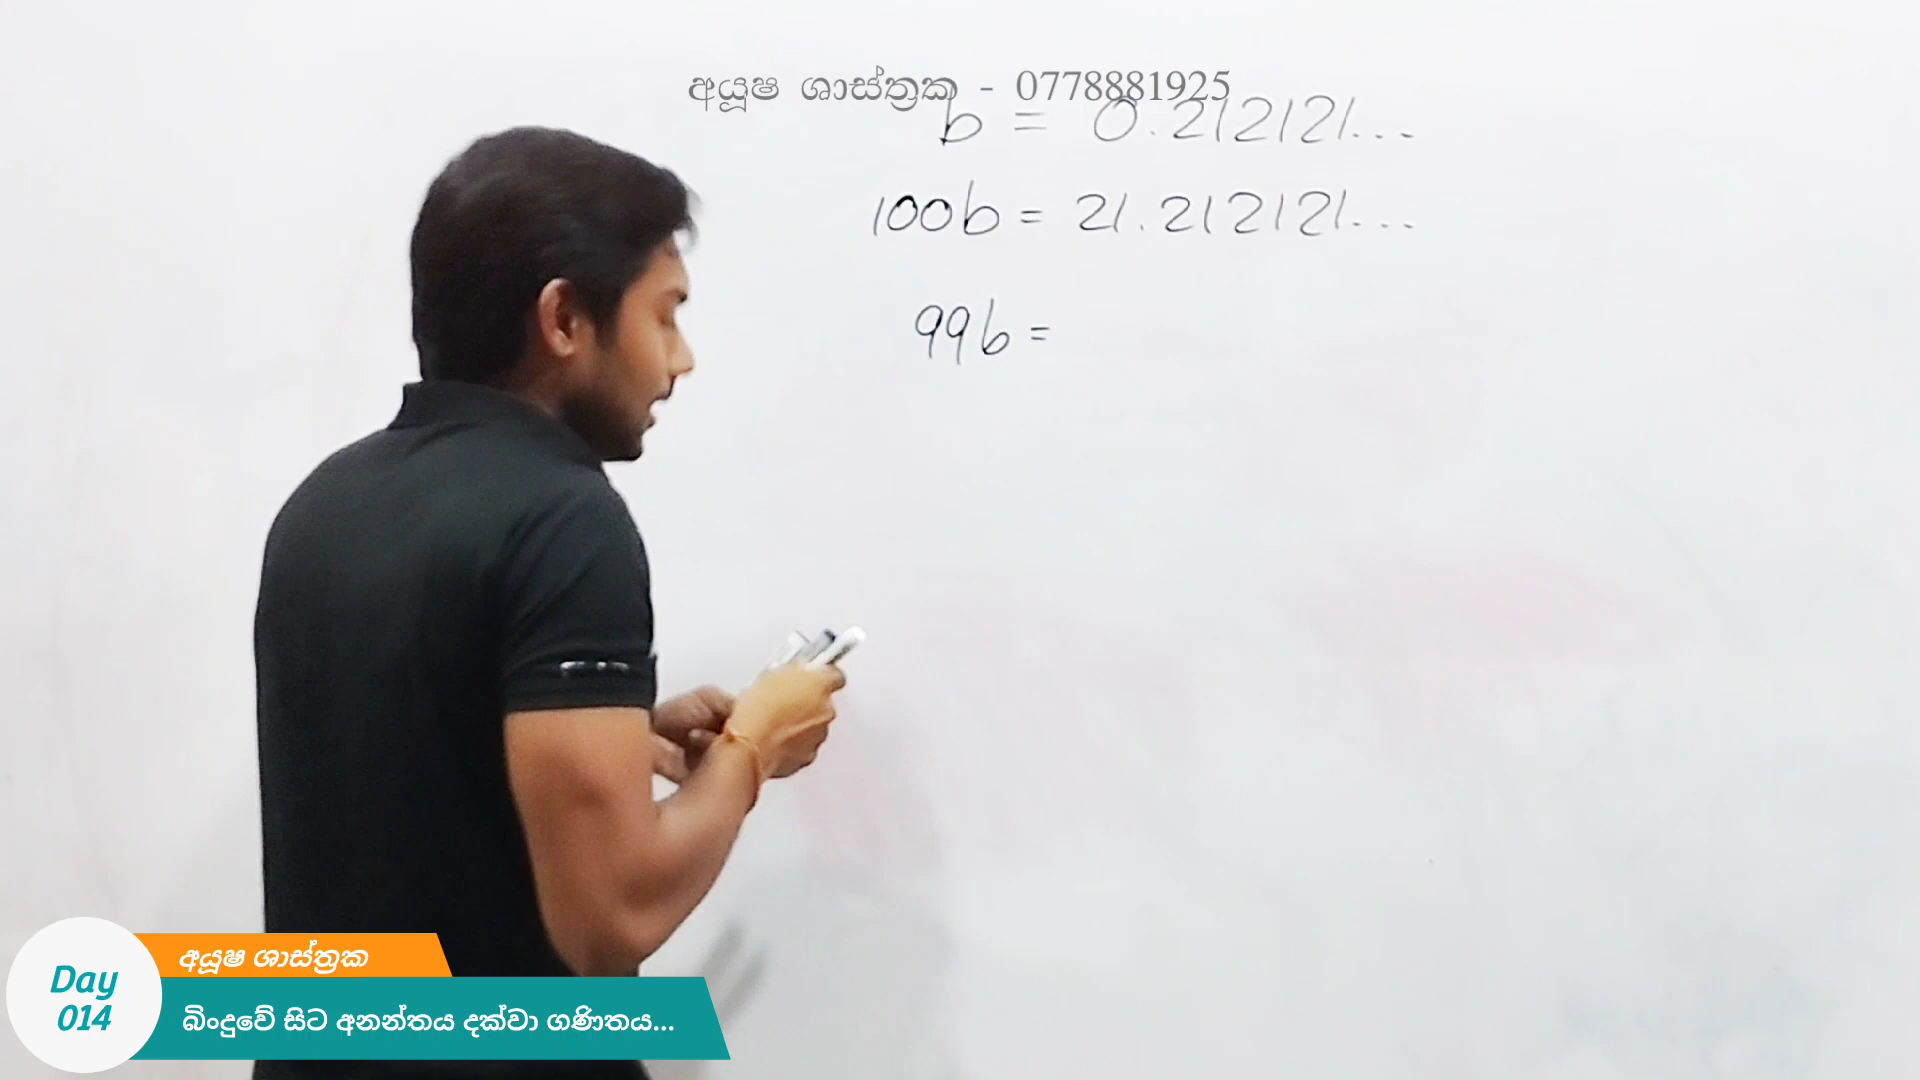 අයූෂ ශාස්ත්‍රක - 0778881925
b = 0.212121...
100b = 21.212121...
99b =
Day
014
අයූෂ ශාස්ත්‍රක
බිංදුවේ සිට අනන්තය දක්වා ගණිතය...